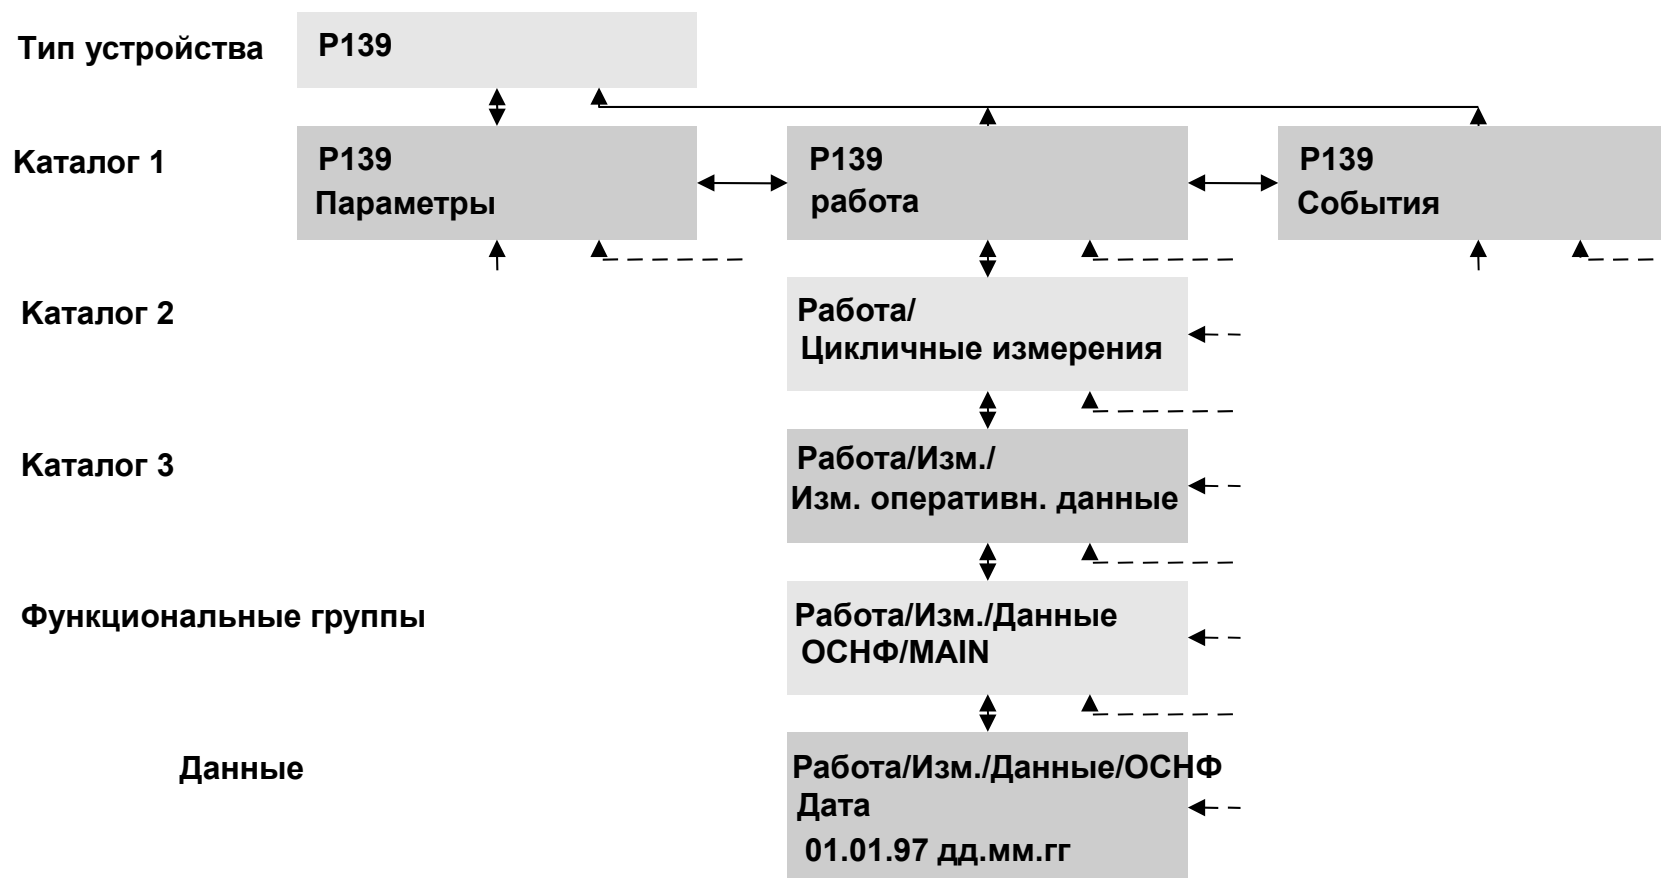 Тип устройства
P139
Каталог 1
P139
Параметры
P139
работа
P139
События
Каталог 2
Работа/
Цикличные измерения
Каталог 3
Работа/Изм./
Изм. оперативн. данные
Функциональные группы
Работа/Изм./Данные
ОСНФ/MAIN
Данные
Работа/Изм./Данные/ОСНФ
Дата
01.01.97 дд.мм.гг